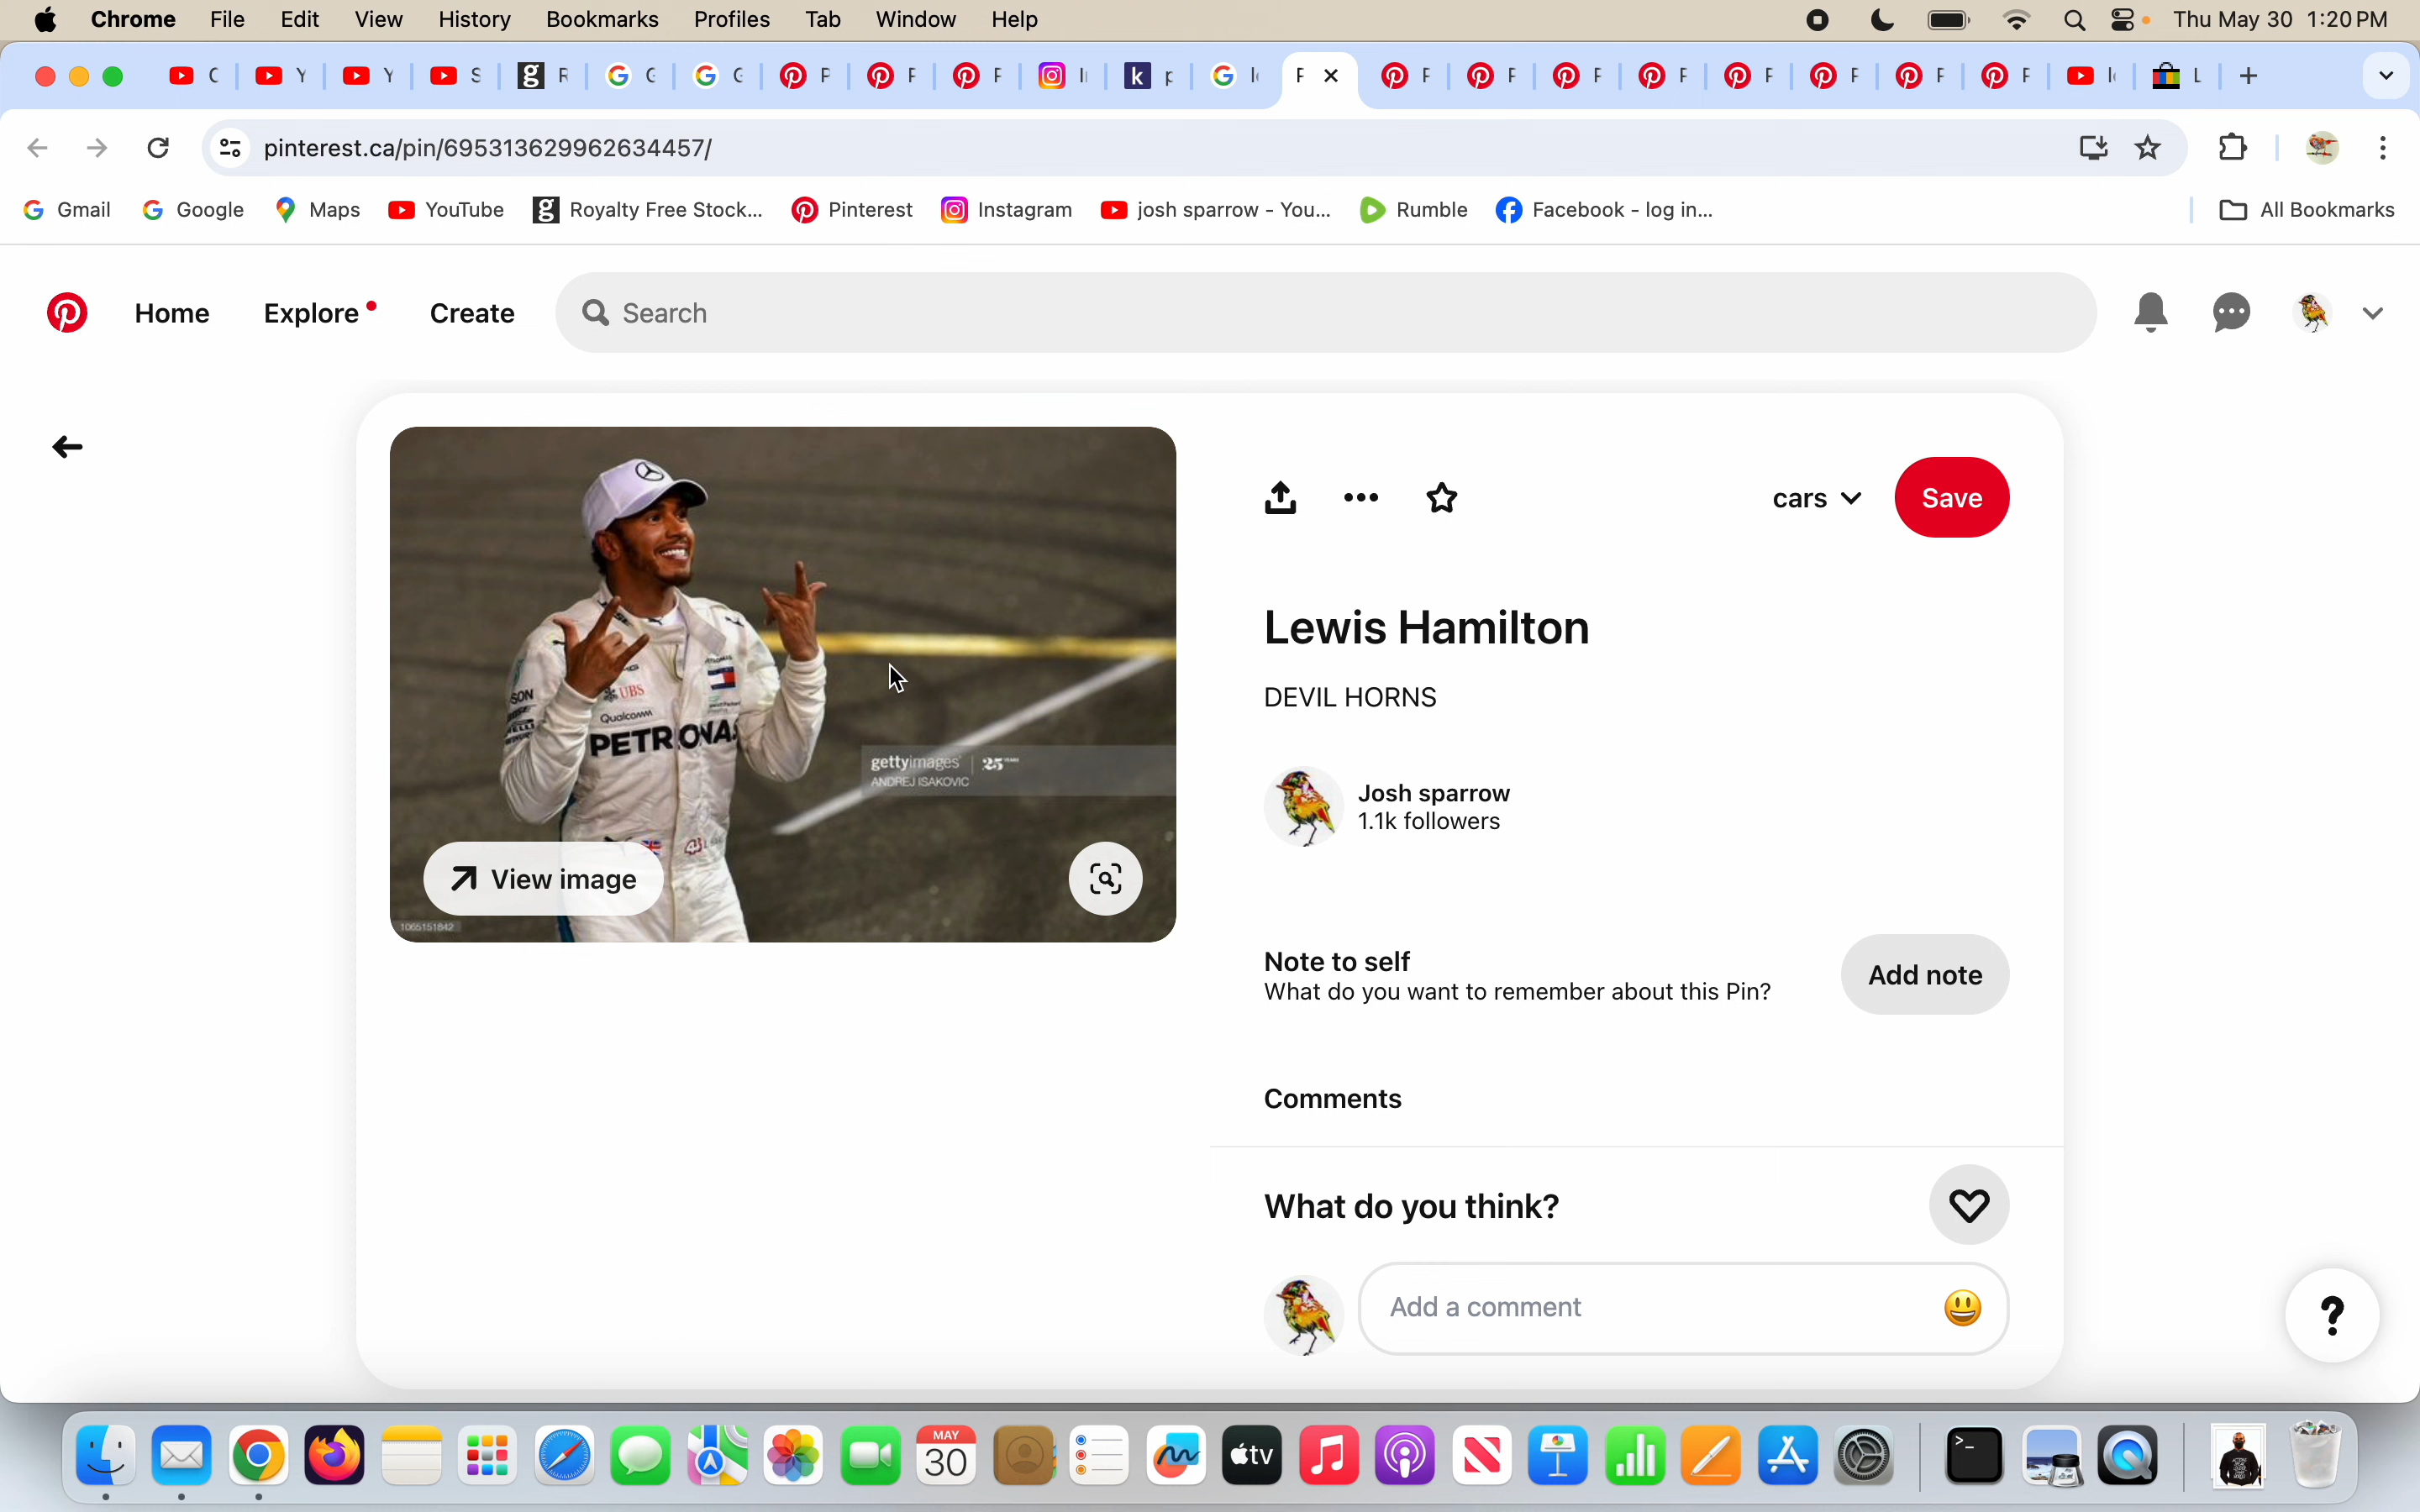 Chrome File Edit View History Bookmarks Profiles Tab Window Help Thu May 30 1:20 PM
pinterest.ca/pin/695313629962634457/
Gmail Google Maps YouTube Royalty Free Stock... Pinterest Instagram josh sparrow - You... Rumble Facebook - log in... All Bookmarks
Home Explore Create Search
cars Save
Lewis Hamilton
DEVIL HORNS
UBS
Qualcomm
PETRONAS
gettyimages 25
ANDREJ ISAKOVIC
Josh sparrow
1.1k followers
View image
1065151842
Note to self
What do you want to remember about this Pin?
Add note
Comments
What do you think?
Add a comment
?
MAY
30
tv